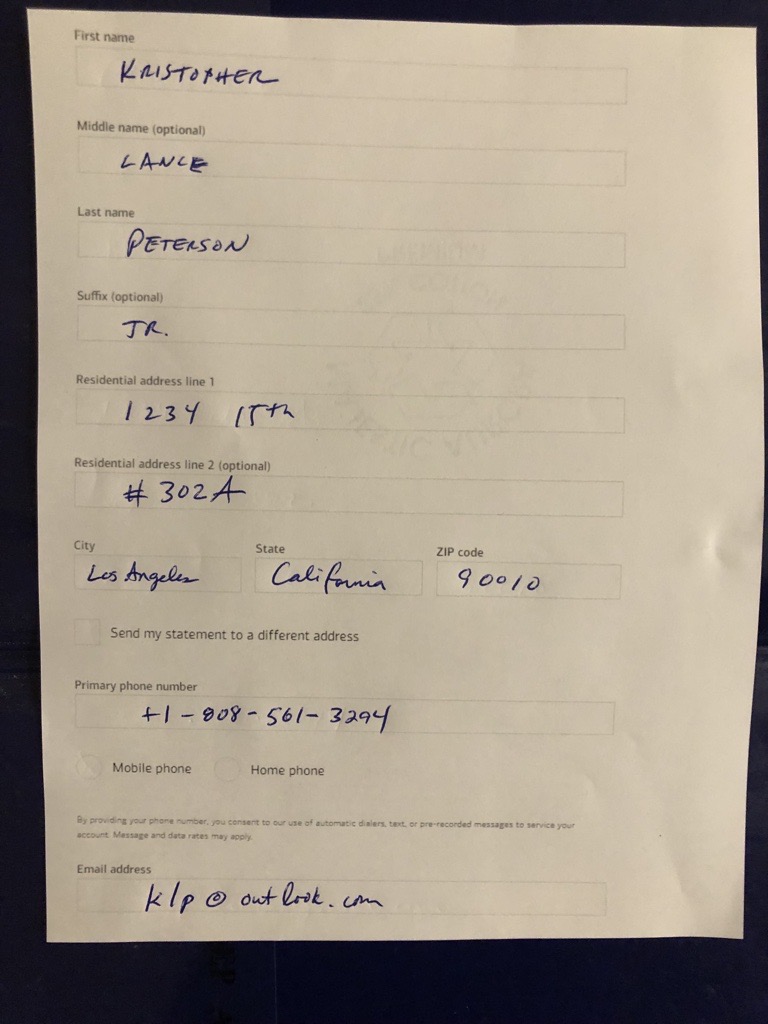 First name
KRISTOPHER
Middle name (optional)
LANCE
Last name
PETERSON
Suffix (optional)
JR.
Residential address line 1
1234 15th
Residential address line 2 (optional)
# 302A
City State ZIP code
Los Angeles California 90010
Send my statement to a different address
Primary phone number
+1-808-561-3294
Mobile phone Home phone
By providing your phone number, you consent to our use of automatic dialers, text, or pre-recorded messages to service your
account. Message and data rates may apply.
Email address
klp@outlook.com